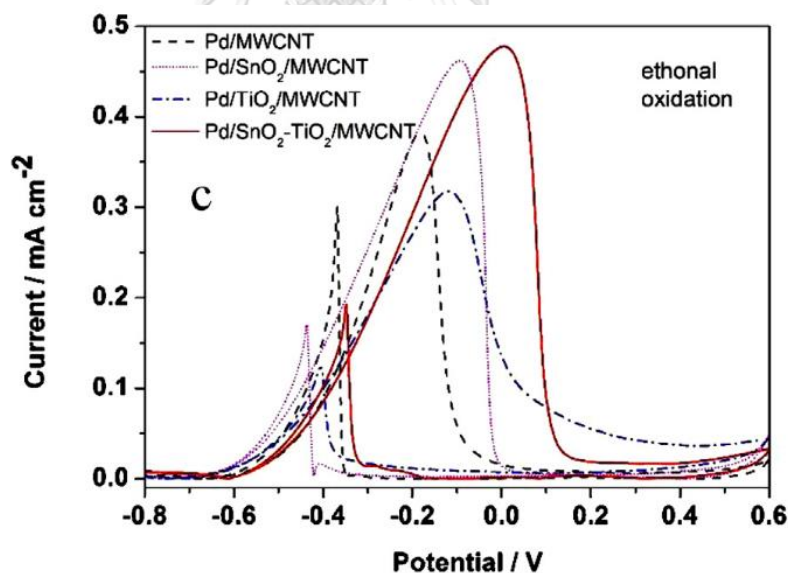 Pd/MWCNT
Pd/SnO₂/MWCNT
Pd/TiO₂/MWCNT
Pd/SnO₂-TiO₂/MWCNT
ethonal
oxidation
c
Current / mA cm⁻²
0.5
0.4
0.3
0.2
0.1
0.0
-0.8 -0.6 -0.4 -0.2 0.0 0.2 0.4 0.6
Potential / V